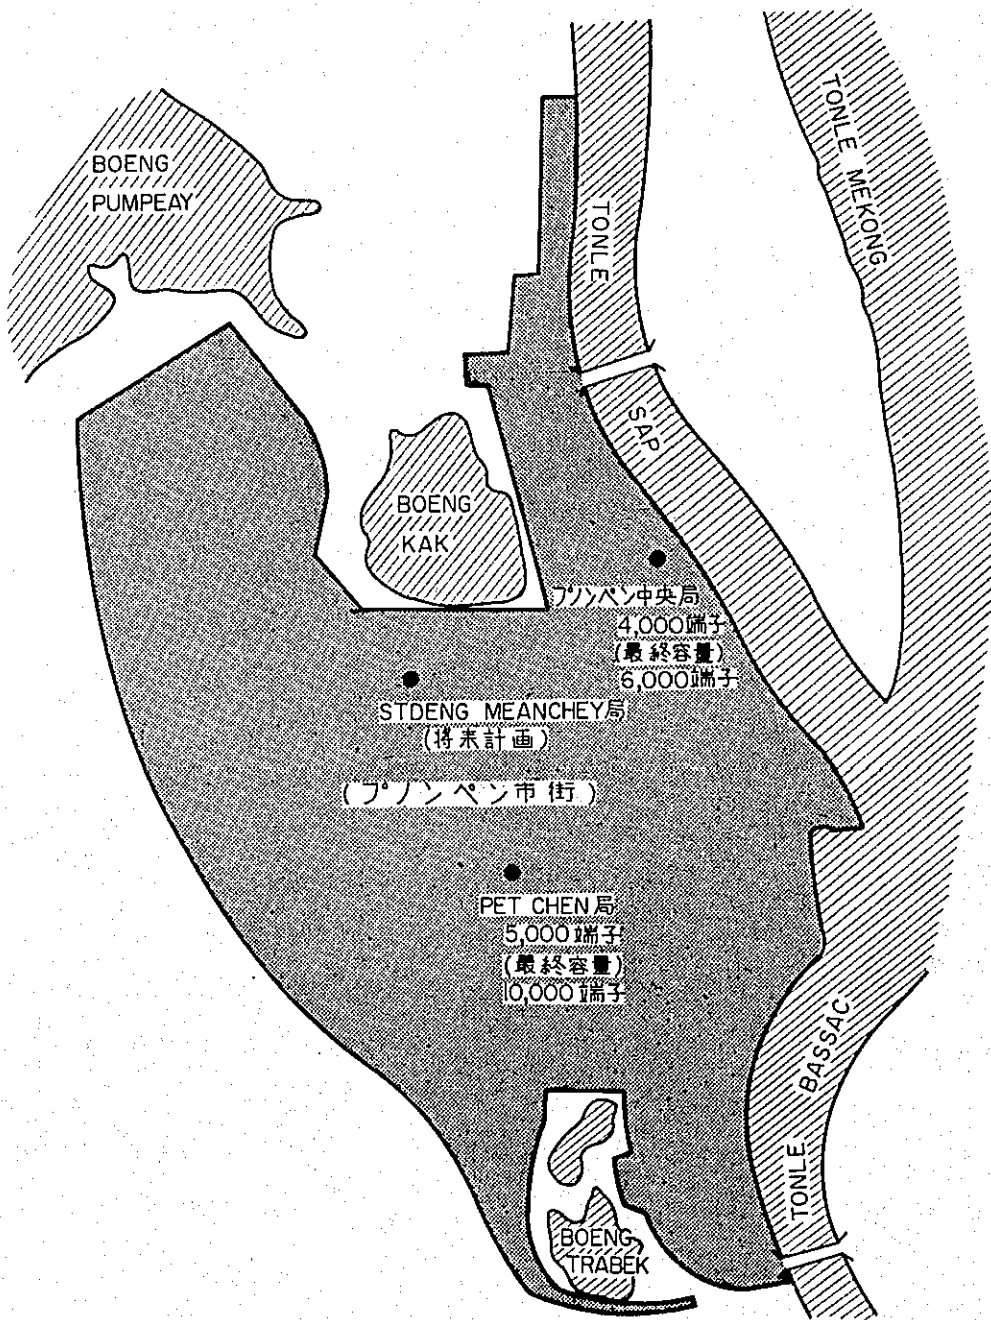 BOENG
PUMPEAY
TONLE MEKONG
TONLE
SAP
BOENG
KAK
プノンペン中央局
4,000端子
(最終容量)
6,000端子
STDENG MEANCHEY局
(将来計画)
(プノンペン市街)
PET CHEN局
5,000端子
(最終容量)
10,000端子
TONLE BASSAC
BOENG
TRABEK